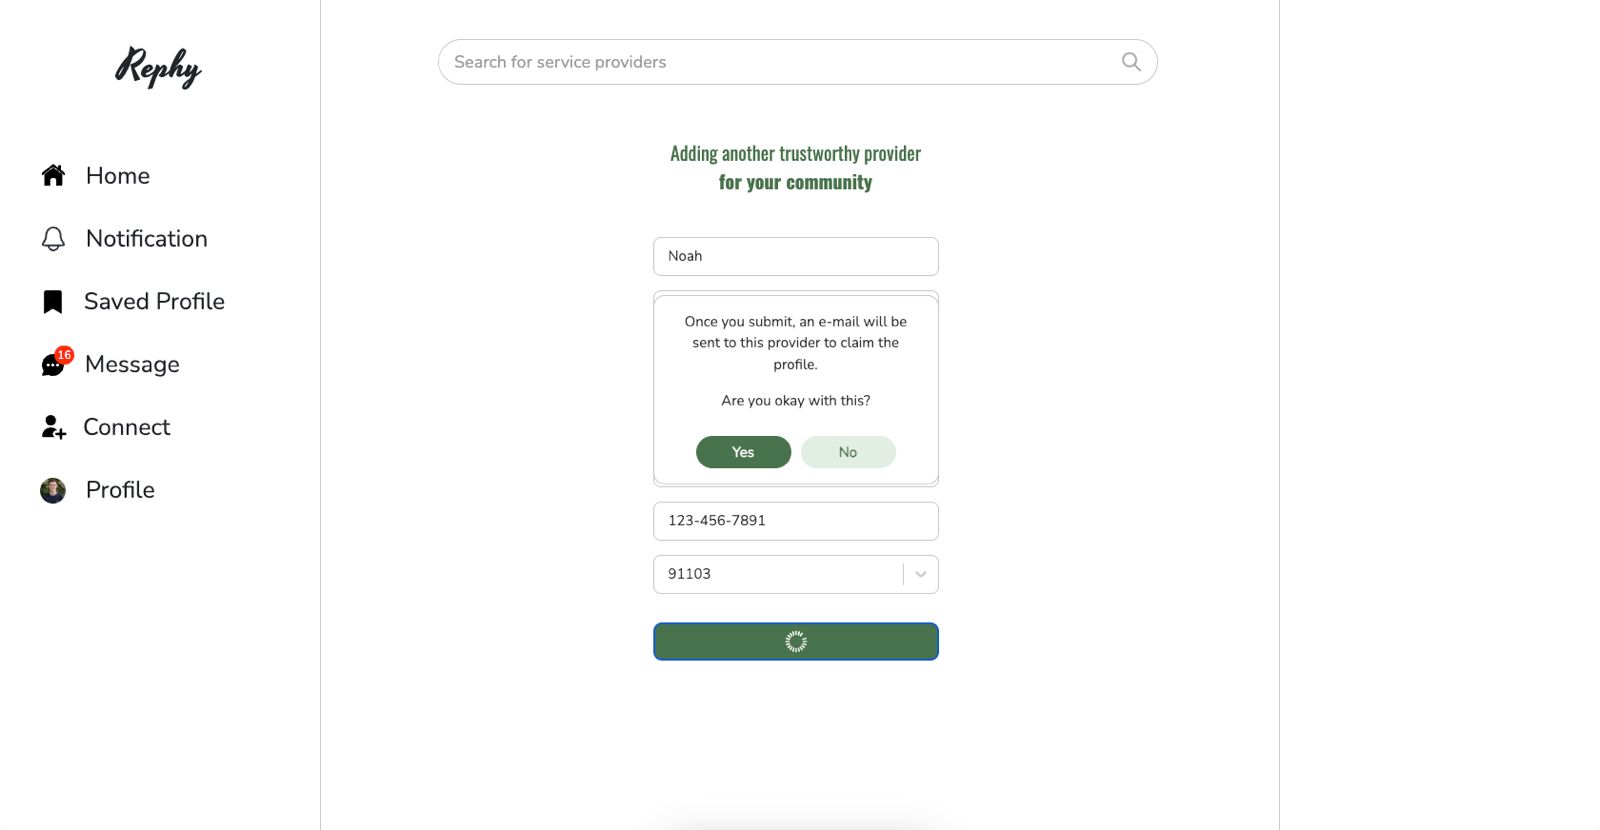 Rephy
Search for service providers
Home
Notification
Saved Profile
16
Message
Connect
Profile
Adding another trustworthy provider
for your community
Noah
Once you submit, an e-mail will be
sent to this provider to claim the
profile.
Are you okay with this?
Yes
No
123-456-7891
91103